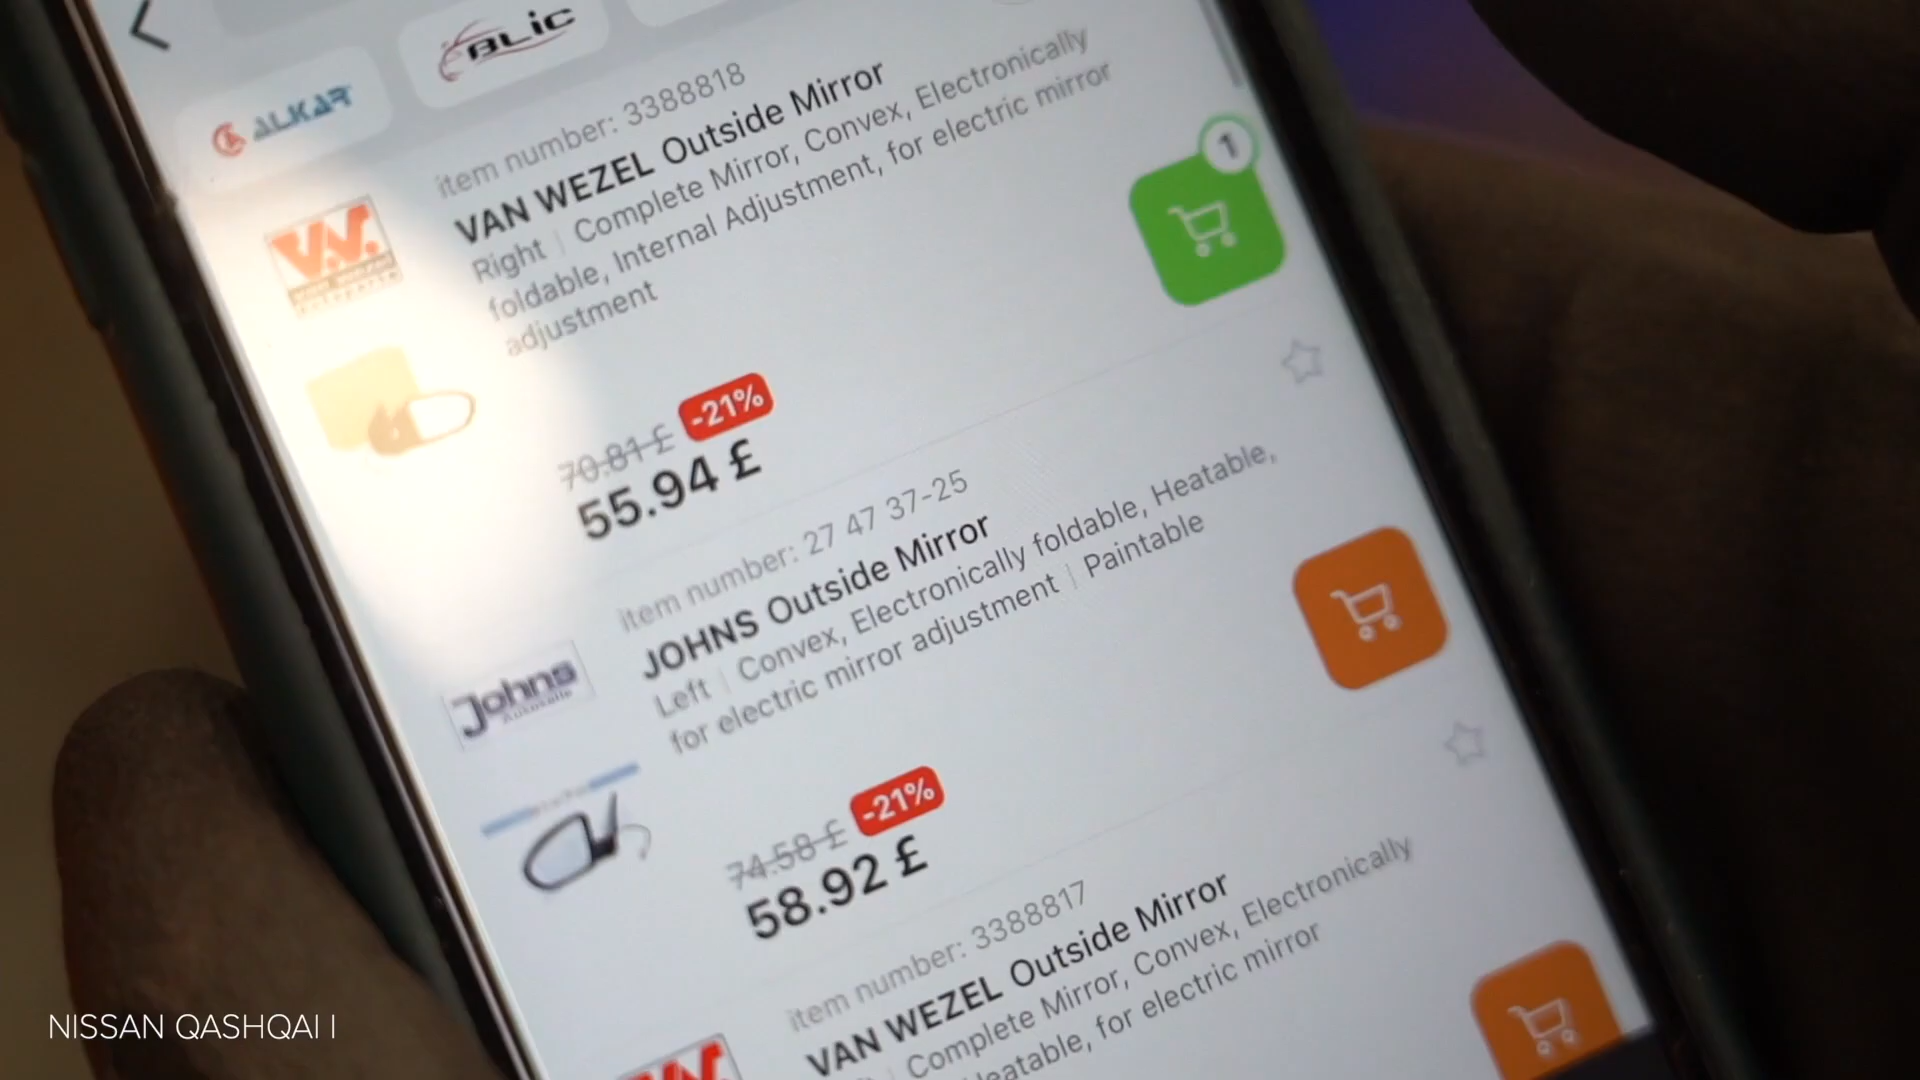 BLIC
ALKAR
item number: 3388818
VAN WEZEL Outside Mirror
Right | Complete Mirror, Convex, Electronically
foldable, Internal Adjustment, for electric mirror
adjustment
1
70.81 £ -21%
55.94 £
item number: 27 47 37-25
JOHNS Outside Mirror
Left | Convex, Electronically foldable, Heatable,
for electric mirror adjustment | Paintable
Johns
Autoteile
74.58 £ -21%
58.92 £
item number: 3388817
VAN WEZEL Outside Mirror
Complete Mirror, Convex, Electronically
for electric mirror
NISSAN QASHQAI I